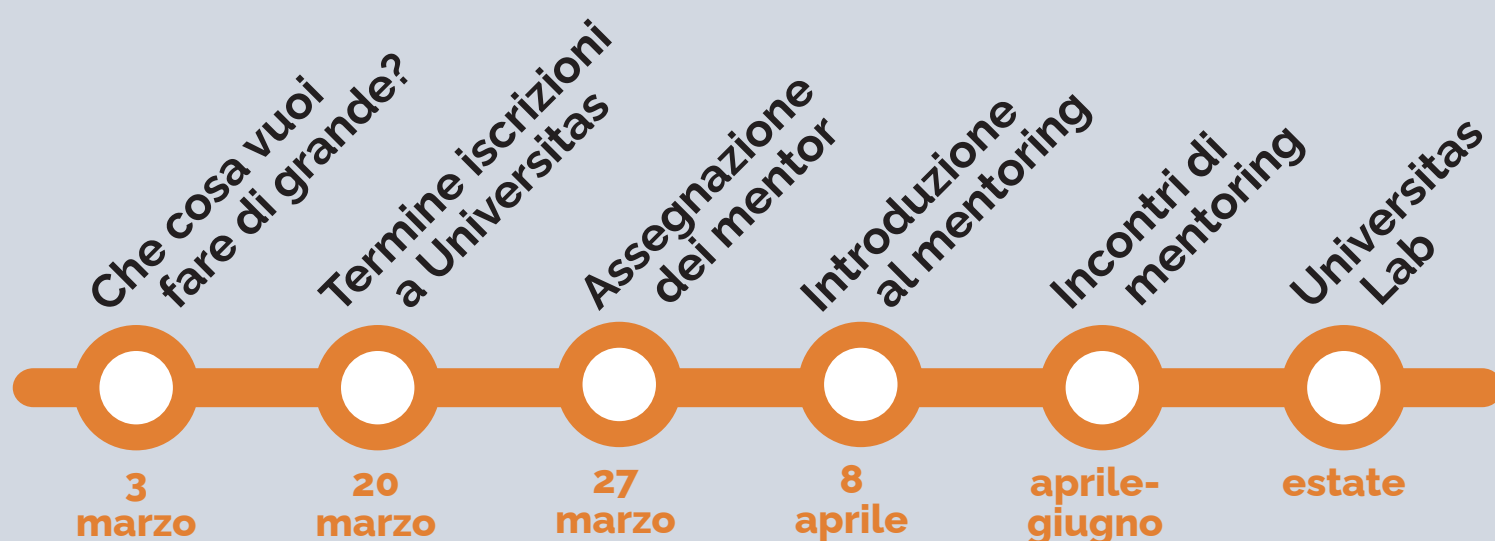 Che cosa vuoi
fare di grande?
Termine iscrizioni
a Universitas
Assegnazione
dei mentor
Introduzione
al mentoring
Incontri di
mentoring
Universitas
Lab
3
marzo
20
marzo
27
marzo
8
aprile
aprile-
giugno
estate